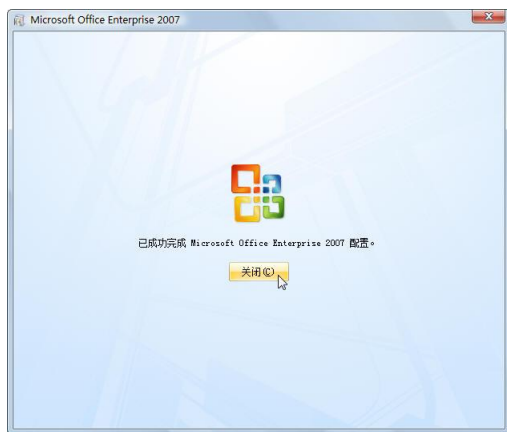 Microsoft Office Enterprise 2007
已成功完成 Microsoft Office Enterprise 2007 配置。
关闭(C)